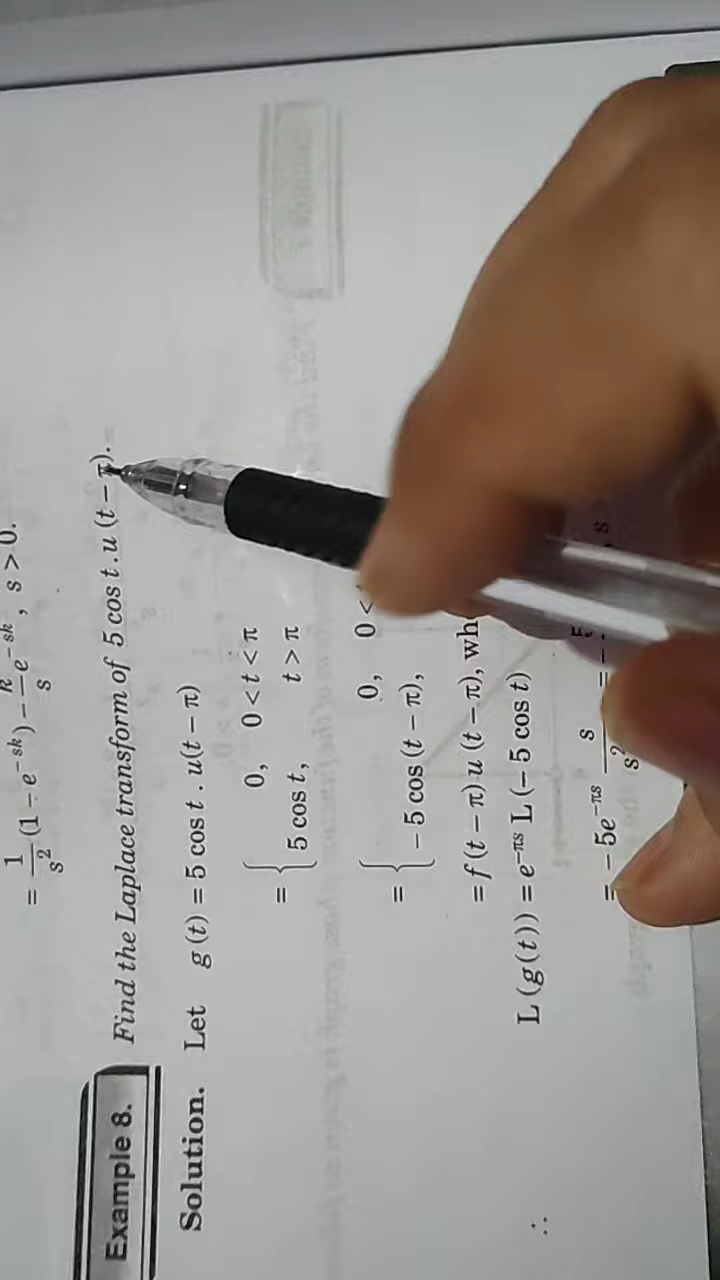 = 1/s² (1 - e⁻ˢᵏ) - k/s e⁻ˢᵏ, s > 0.
Example 8. Find the Laplace transform of 5 cos t . u (t - π).
Solution. Let g(t) = 5 cos t . u(t - π)
= { 0, 0 < t < π
5 cos t, t > π
= { 0, 0 <
- 5 cos (t - π),
= f (t - π) u (t - π),
∴ L (g (t)) = e^-πs L (- 5 cos t)
= - 5e^-πs s/s² = -